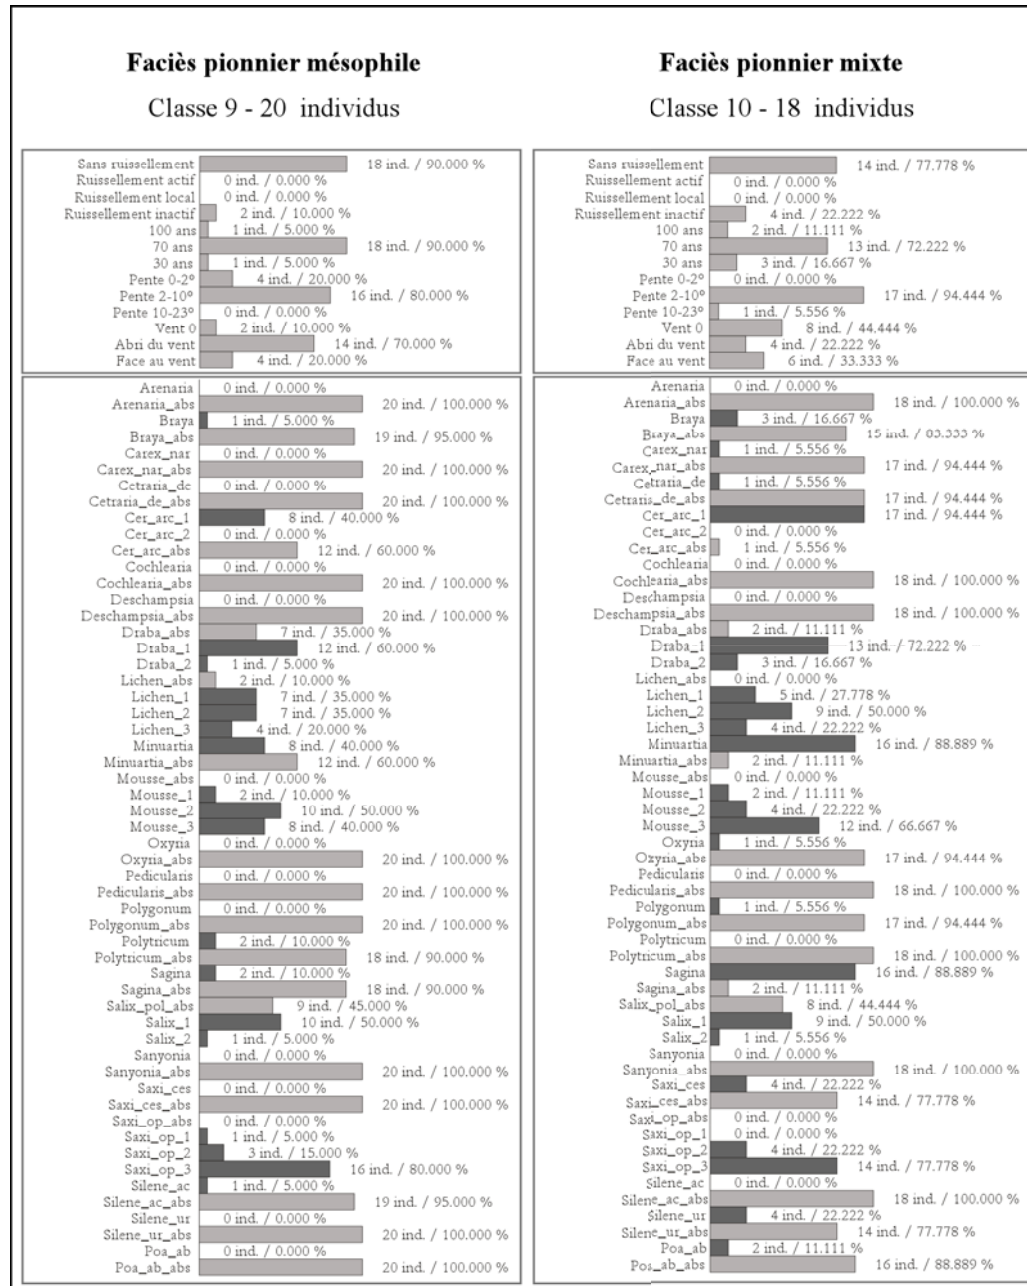 Faciès pionnier mésophile
Classe 9 - 20 individus
Sans ruissellement 18 ind. / 90.000 %
Ruissellement actif 0 ind. / 0.000 %
Ruissellement local 0 ind. / 0.000 %
Ruissellement inactif 2 ind. / 10.000 %
100 ans 1 ind. / 5.000 %
70 ans 18 ind. / 90.000 %
30 ans 1 ind. / 5.000 %
Pente 0-2° 4 ind. / 20.000 %
Pente 2-10° 16 ind. / 80.000 %
Pente 10-23° 0 ind. / 0.000 %
Vent 0 2 ind. / 10.000 %
Abri du vent 14 ind. / 70.000 %
Face au vent 4 ind. / 20.000 %
Arenaria 0 ind. / 0.000 %
Arenaria_abs 20 ind. / 100.000 %
Braya 1 ind. / 5.000 %
Braya_abs 19 ind. / 95.000 %
Carex_nar 0 ind. / 0.000 %
Carex_nar_abs 20 ind. / 100.000 %
Cetraria_de 0 ind. / 0.000 %
Cetraria_de_abs 20 ind. / 100.000 %
Cer_arc_1 8 ind. / 40.000 %
Cer_arc_2 0 ind. / 0.000 %
Cer_arc_abs 12 ind. / 60.000 %
Cochlearia 0 ind. / 0.000 %
Cochlearia_abs 20 ind. / 100.000 %
Deschampsia 0 ind. / 0.000 %
Deschampsia_abs 20 ind. / 100.000 %
Draba_abs 7 ind. / 35.000 %
Draba_1 12 ind. / 60.000 %
Draba_2 1 ind. / 5.000 %
Lichen_abs 2 ind. / 10.000 %
Lichen_1 7 ind. / 35.000 %
Lichen_2 7 ind. / 35.000 %
Lichen_3 4 ind. / 20.000 %
Minuartia 8 ind. / 40.000 %
Minuartia_abs 12 ind. / 60.000 %
Mousse_abs 0 ind. / 0.000 %
Mousse_1 2 ind. / 10.000 %
Mousse_2 10 ind. / 50.000 %
Mousse_3 8 ind. / 40.000 %
Oxyria 0 ind. / 0.000 %
Oxyria_abs 20 ind. / 100.000 %
Pedicularis 0 ind. / 0.000 %
Pedicularis_abs 20 ind. / 100.000 %
Polygonum 0 ind. / 0.000 %
Polygonum_abs 20 ind. / 100.000 %
Polytricum 2 ind. / 10.000 %
Polytricum_abs 18 ind. / 90.000 %
Sagina 2 ind. / 10.000 %
Sagina_abs 18 ind. / 90.000 %
Salix_pol_abs 9 ind. / 45.000 %
Salix_1 10 ind. / 50.000 %
Salix_2 1 ind. / 5.000 %
Sanyonia 0 ind. / 0.000 %
Sanyonia_abs 20 ind. / 100.000 %
Saxi_ces 0 ind. / 0.000 %
Saxi_ces_abs 20 ind. / 100.000 %
Saxi_op_abs 0 ind. / 0.000 %
Saxi_op_1 1 ind. / 5.000 %
Saxi_op_2 3 ind. / 15.000 %
Saxi_op_3 16 ind. / 80.000 %
Silene_ac 1 ind. / 5.000 %
Silene_ac_abs 19 ind. / 95.000 %
Silene_ur 0 ind. / 0.000 %
Silene_ur_abs 20 ind. / 100.000 %
Poa_ab 0 ind. / 0.000 %
Poa_ab_abs 20 ind. / 100.000 %
Faciès pionnier mixte
Classe 10 - 18 individus
Sans ruissellement 14 ind. / 77.778 %
Ruissellement actif 0 ind. / 0.000 %
Ruissellement local 0 ind. / 0.000 %
Ruissellement inactif 4 ind. / 22.222 %
100 ans 2 ind. / 11.111 %
70 ans 13 ind. / 72.222 %
30 ans 3 ind. / 16.667 %
Pente 0-2° 0 ind. / 0.000 %
Pente 2-10° 17 ind. / 94.444 %
Pente 10-23° 1 ind. / 5.556 %
Vent 0 8 ind. / 44.444 %
Abri du vent 4 ind. / 22.222 %
Face au vent 6 ind. / 33.333 %
Arenaria 0 ind. / 0.000 %
Arenaria_abs 18 ind. / 100.000 %
Braya 3 ind. / 16.667 %
Braya_abs 15 ind. / 83.333 %
Carex_nar 1 ind. / 5.556 %
Carex_nar_abs 17 ind. / 94.444 %
Cetraria_de 1 ind. / 5.556 %
Cetraria_de_abs 17 ind. / 94.444 %
Cer_arc_1 17 ind. / 94.444 %
Cer_arc_2 0 ind. / 0.000 %
Cer_arc_abs 1 ind. / 5.556 %
Cochlearia 0 ind. / 0.000 %
Cochlearia_abs 18 ind. / 100.000 %
Deschampsia 0 ind. / 0.000 %
Deschampsia_abs 18 ind. / 100.000 %
Draba_abs 2 ind. / 11.111 %
Draba_1 13 ind. / 72.222 %
Draba_2 3 ind. / 16.667 %
Lichen_abs 0 ind. / 0.000 %
Lichen_1 5 ind. / 27.778 %
Lichen_2 9 ind. / 50.000 %
Lichen_3 4 ind. / 22.222 %
Minuartia 16 ind. / 88.889 %
Minuartia_abs 2 ind. / 11.111 %
Mousse_abs 0 ind. / 0.000 %
Mousse_1 2 ind. / 11.111 %
Mousse_2 4 ind. / 22.222 %
Mousse_3 12 ind. / 66.667 %
Oxyria 1 ind. / 5.556 %
Oxyria_abs 17 ind. / 94.444 %
Pedicularis 0 ind. / 0.000 %
Pedicularis_abs 18 ind. / 100.000 %
Polygonum 1 ind. / 5.556 %
Polygonum_abs 17 ind. / 94.444 %
Polytricum 0 ind. / 0.000 %
Polytricum_abs 18 ind. / 100.000 %
Sagina 16 ind. / 88.889 %
Sagina_abs 2 ind. / 11.111 %
Salix_pol_abs 8 ind. / 44.444 %
Salix_1 9 ind. / 50.000 %
Salix_2 1 ind. / 5.556 %
Sanyonia 0 ind. / 0.000 %
Sanyonia_abs 18 ind. / 100.000 %
Saxi_ces 4 ind. / 22.222 %
Saxi_ces_abs 14 ind. / 77.778 %
Saxi_op_abs 0 ind. / 0.000 %
Saxi_op_1 0 ind. / 0.000 %
Saxi_op_2 4 ind. / 22.222 %
Saxi_op_3 14 ind. / 77.778 %
Silene_ac 0 ind. / 0.000 %
Silene_ac_abs 18 ind. / 100.000 %
Silene_ur 4 ind. / 22.222 %
Silene_ur_abs 14 ind. / 77.778 %
Poa_ab 2 ind. / 11.111 %
Poa_ab_abs 16 ind. / 88.889 %